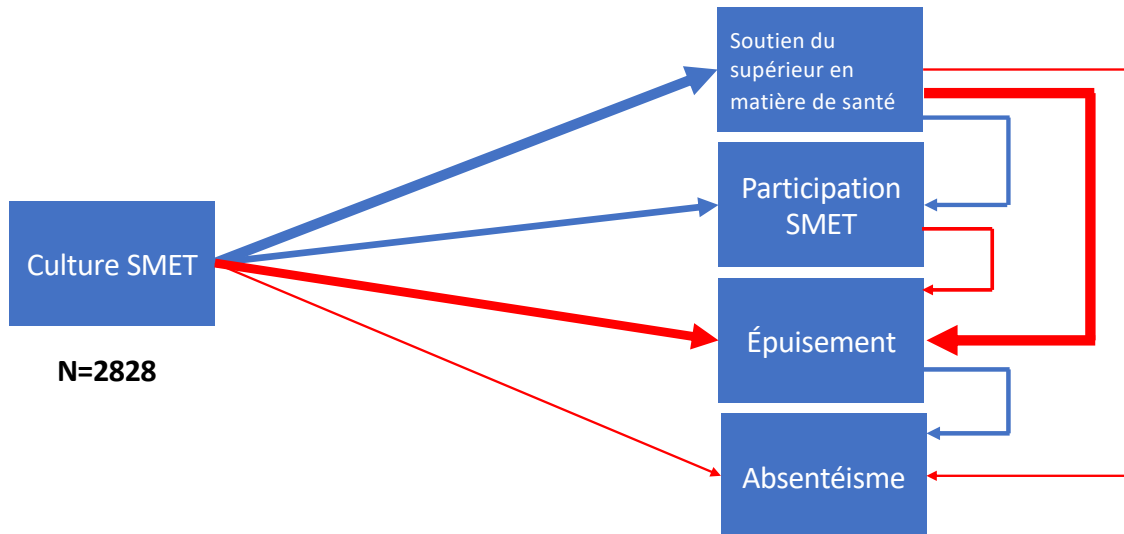 Soutien du
supérieur en
matière de santé
Participation
SMET
Culture SMET
N=2828
Épuisement
Absentéisme